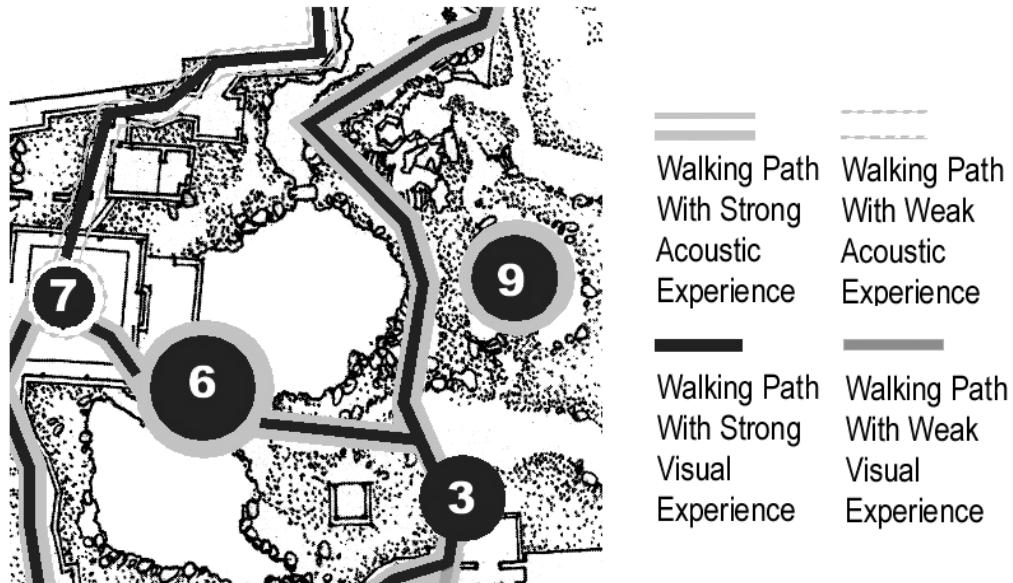 7
6
9
3
Walking Path
With Strong
Acoustic
Experience
Walking Path
With Weak
Acoustic
Experience
Walking Path
With Strong
Visual
Experience
Walking Path
With Weak
Visual
Experience